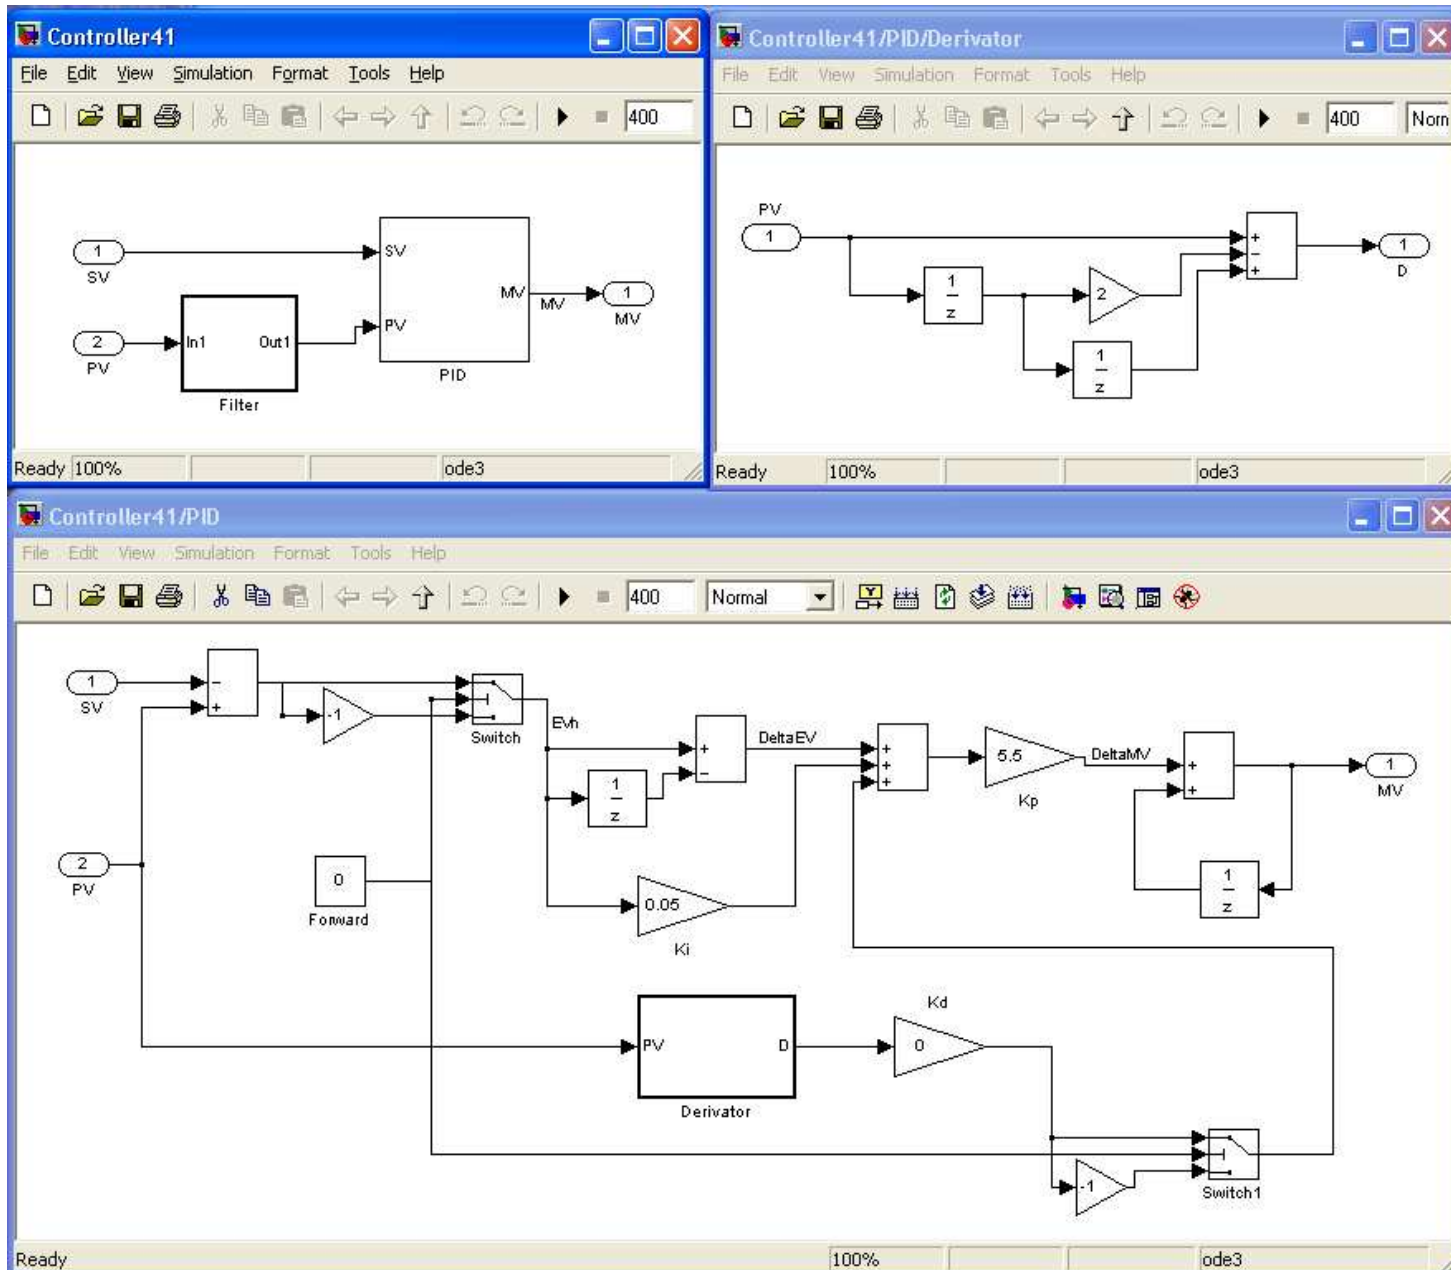 Controller41
File Edit View Simulation Format Tools Help
400
1
SV
2
PV
In1 Out1
Filter
SV
PV
MV
PID
MV
1
MV
Ready 100% ode3
Controller41/PID/Derivator
File Edit View Simulation Format Tools Help
400 Norn
PV
1
1
z
2
1
z
+
−
+
1
D
Ready 100% ode3
Controller41/PID
File Edit View Simulation Format Tools Help
400 Normal
1
SV
−
+
-1
Switch
EVh
1
z
+
−
DeltaEV
+
+
+
5.5
Kp
DeltaMV
+
+
1
MV
1
z
2
PV
0
Forward
0.05
Ki
PV D
Derivator
Kd
0
-1
Switch1
Ready 100% ode3